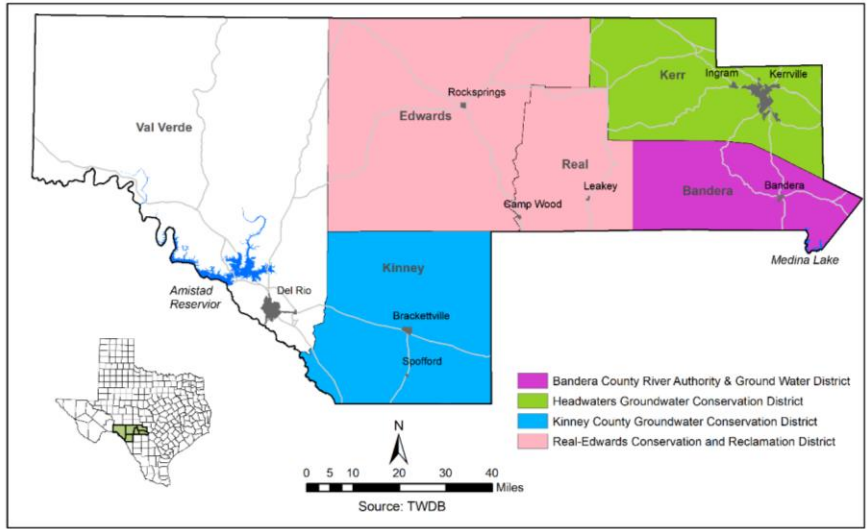 Kerr
Ingram
Kerrville
Rocksprings
Edwards
Val Verde
Real
Leakey
Camp Wood
Bandera
Bandera
Medina Lake
Kinney
Amistad
Reservior
Del Rio
Brackettville
Spofford
Bandera County River Authority & Ground Water District
Headwaters Groundwater Conservation District
Kinney County Groundwater Conservation District
Real-Edwards Conservation and Reclamation District
N
0 5 10 20 30 40
Miles
Source: TWDB